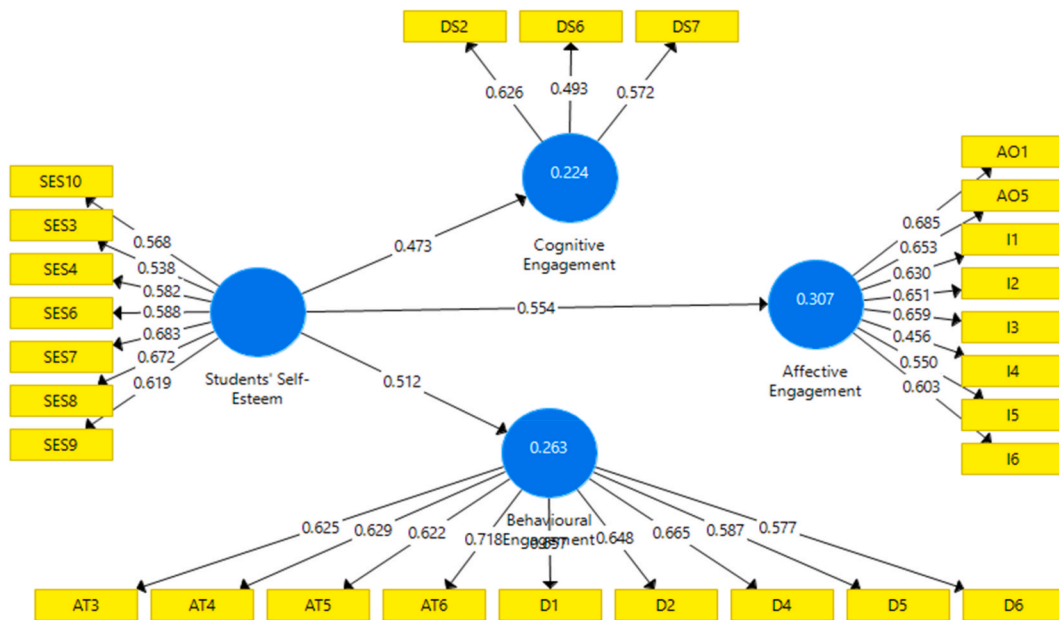 DS2 DS6 DS7
0.626 0.493 0.572
0.224
Cognitive
Engagement
SES10
SES3
SES4
SES6
SES7
SES8
SES9
0.568
0.538
0.582
0.588
0.683
0.672
0.619
Students' Self-
Esteem
0.473
0.554
0.512
0.307
Affective
Engagement
AO1
AO5
I1
I2
I3
I4
I5
I6
0.685
0.653
0.630
0.651
0.659
0.456
0.550
0.603
0.263
Behavioural
Engagement
0.625 0.629 0.622 0.718 0.657 0.648 0.665 0.587 0.577
AT3 AT4 AT5 AT6 D1 D2 D4 D5 D6